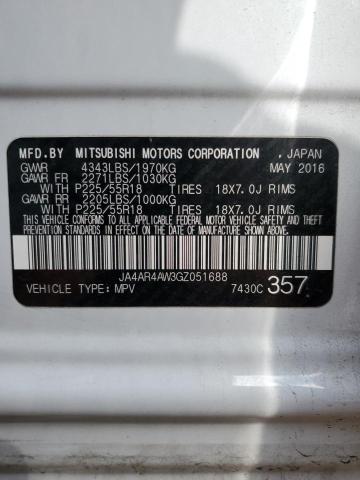 MFD.BY MITSUBISHI MOTORS CORPORATION , JAPAN
GVWR 4343LBS/1970KG MAY 2016
GAWR FR 2271LBS/1030KG
WITH P225/55R18 TIRES 18X7.0J RIMS
GAWR RR 2205LBS/1000KG
WITH P225/55R18 TIRES 18X7.0J RIMS
THIS VEHICLE CONFORMS TO ALL APPLICABLE FEDERAL MOTOR VEHICLE SAFETY
STANDARDS IN EFFECT ON THE DATE OF MANUFACTURE SHOWN ABOVE.
JA4AR4AW3GZ051688
VEHICLE TYPE: MPV 7430C 357